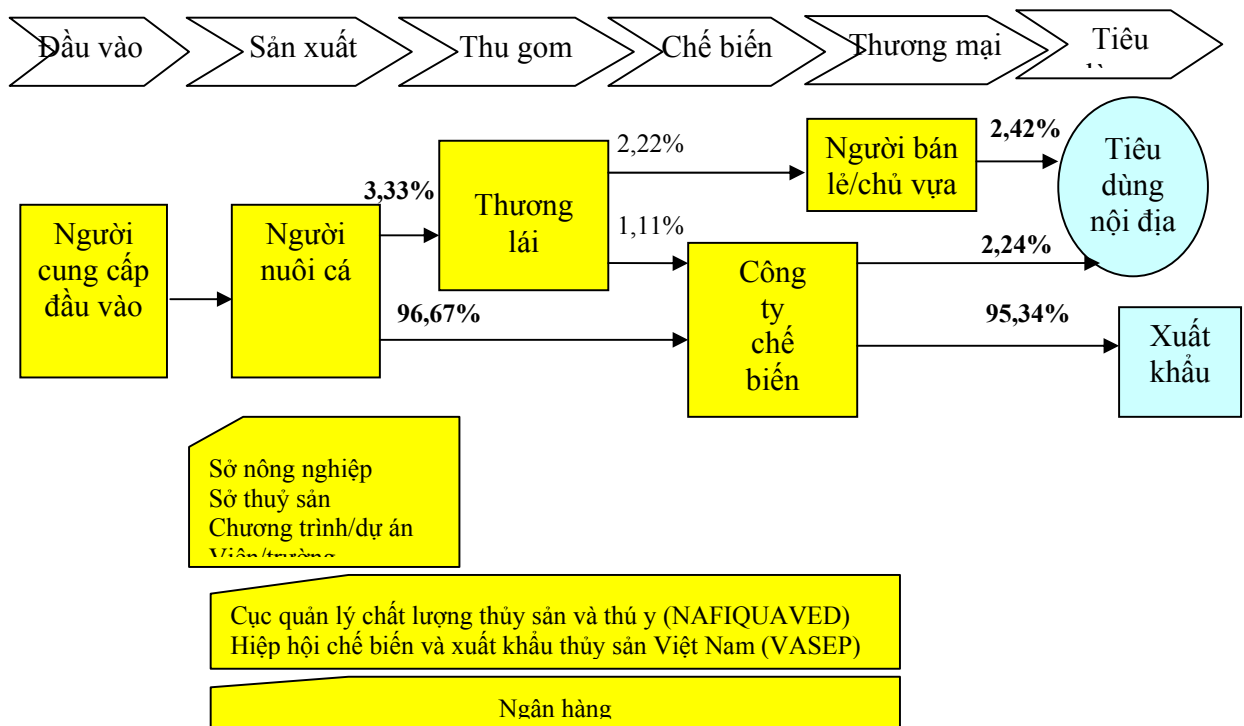 Đầu vào
Sản xuất
Thu gom
Chế biến
Thương mại
Tiêu
Người
cung cấp
đầu vào
Người
nuôi cá
3,33%
96,67%
Thương
lái
2,22%
1,11%
Công
ty
chế
biến
Người bán
lẻ/chủ vựa
2,42%
2,24%
95,34%
Tiêu
dùng
nội địa
Xuất
khẩu
Sở nông nghiệp
Sở thuỷ sản
Chương trình/dự án
Viện/trường
Cục quản lý chất lượng thủy sản và thú y (NAFIQUAVED)
Hiệp hội chế biến và xuất khẩu thủy sản Việt Nam (VASEP)
Ngân hàng